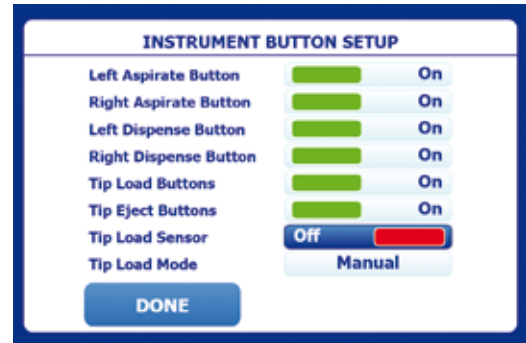 INSTRUMENT BUTTON SETUP
Left Aspirate Button On
Right Aspirate Button On
Left Dispense Button On
Right Dispense Button On
Tip Load Buttons On
Tip Eject Buttons On
Tip Load Sensor Off
Tip Load Mode Manual
DONE